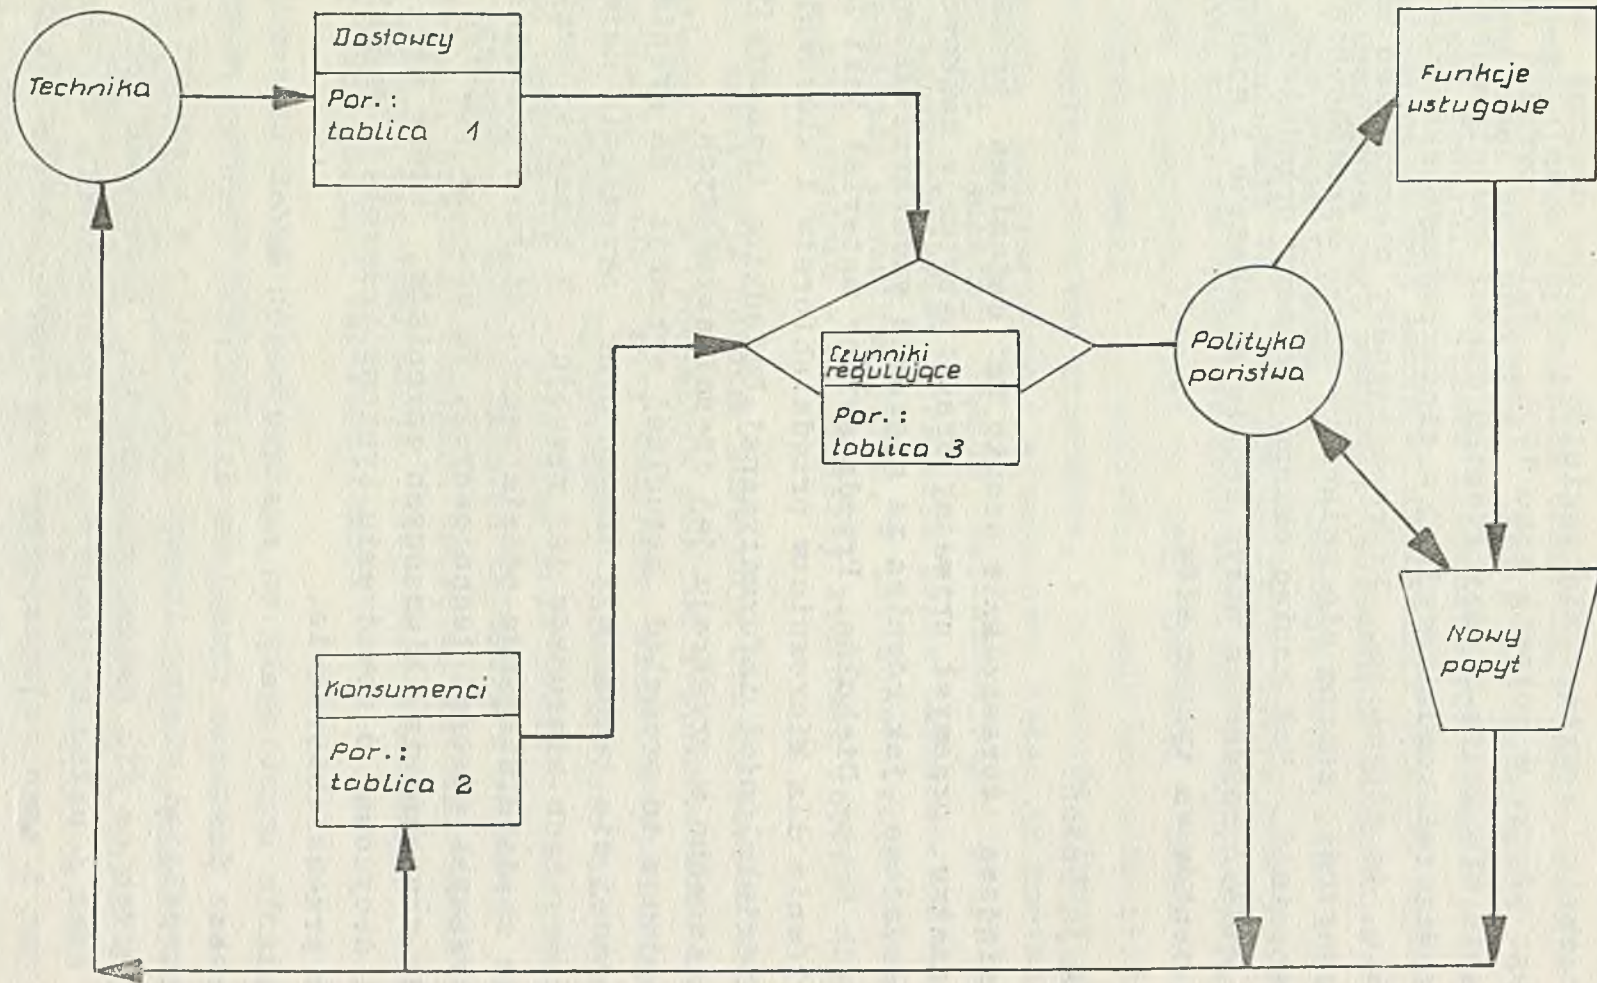 Technika
Dostawcy
Por.:
tablica 1
Funkcje
usługowe
Czynniki
regulujące
Por.:
tablica 3
Polityka
państwa
Konsumenci
Por.:
tablica 2
Nowy
popyt